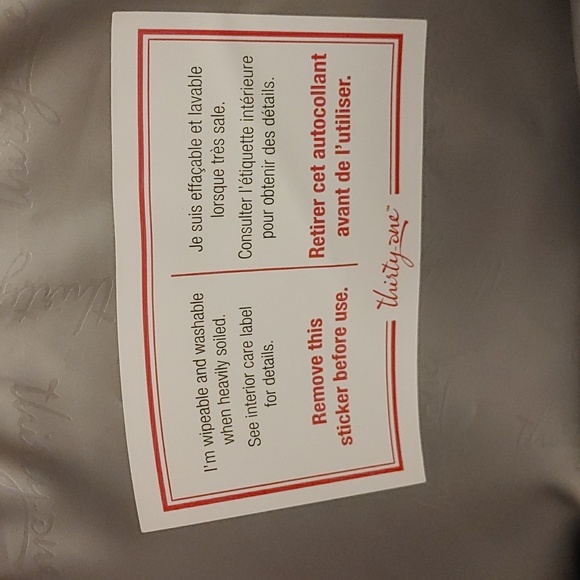 I'm wipeable and washable
when heavily soiled.
See interior care label
for details.
Remove this
sticker before use.
Je suis effaçable et lavable
lorsque très sale.
Consulter l'étiquette intérieure
pour obtenir des détails.
Retirer cet autocollant
avant de l'utiliser.
thirty-one™